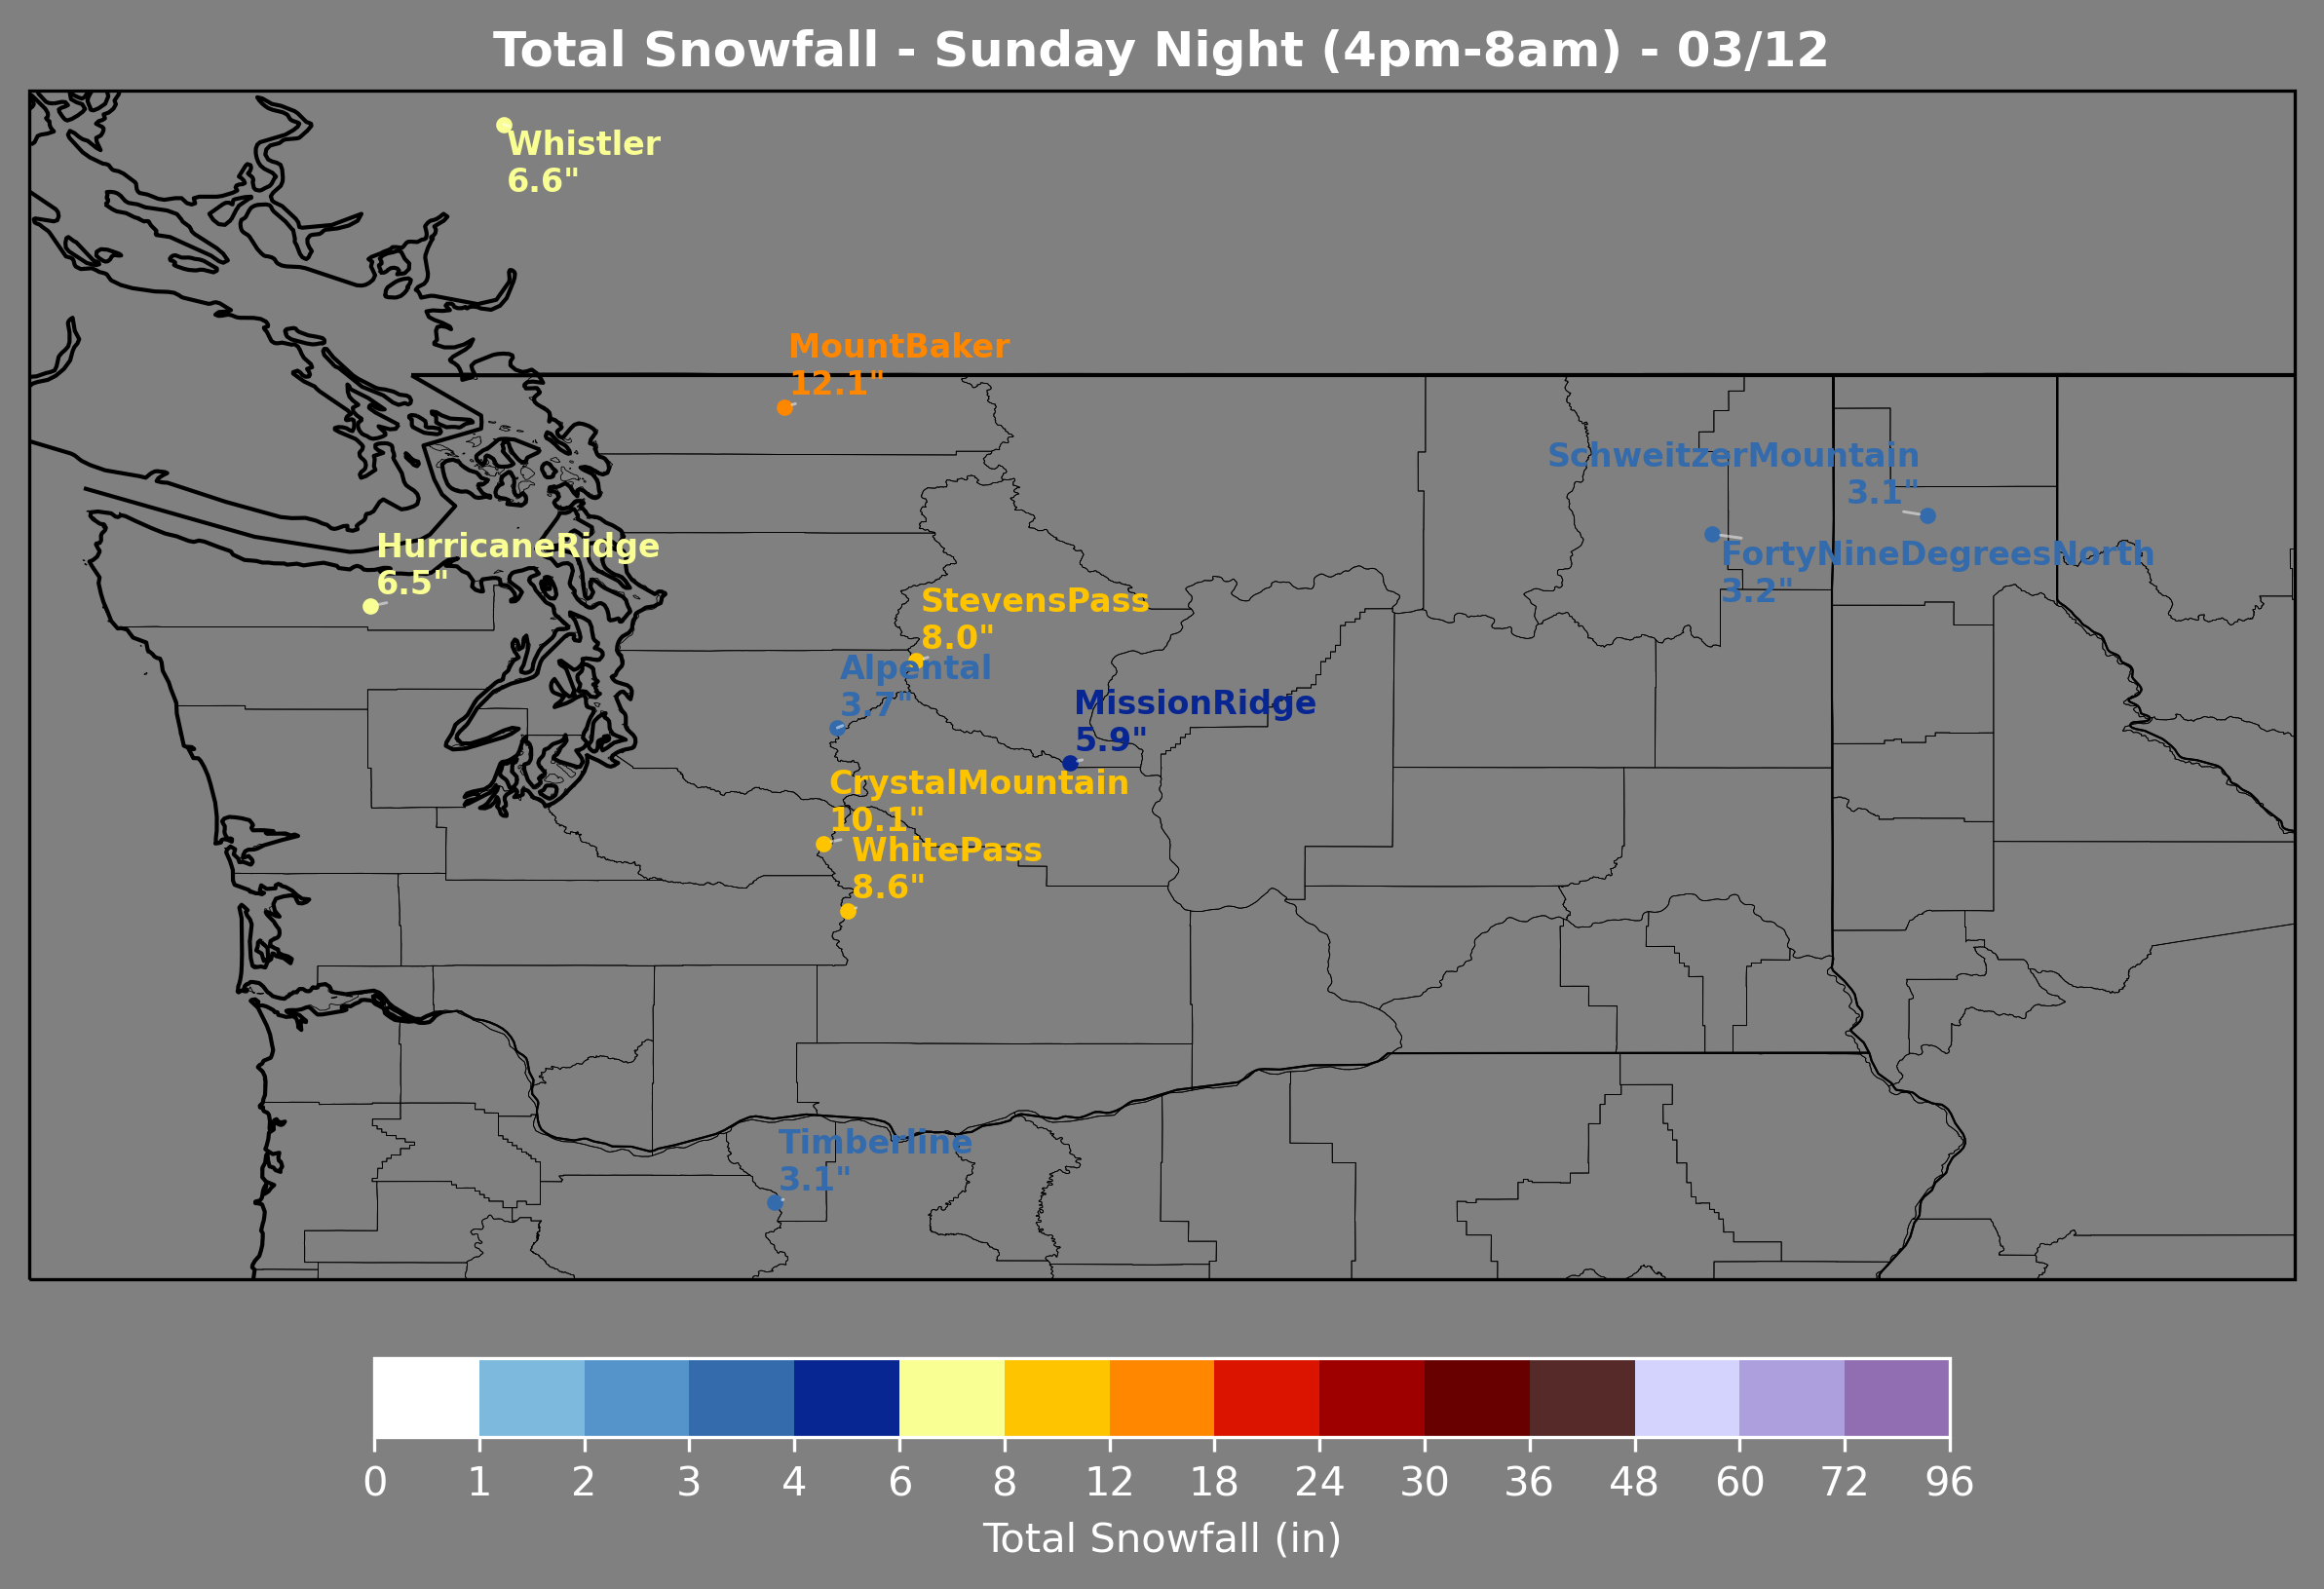 Total Snowfall - Sunday Night (4pm-8am) - 03/12
Whistler
6.6"
MountBaker
12.1"
SchweitzerMountain
3.1"
HurricaneRidge
6.5"
FortyNineDegreesNorth
3.2"
StevensPass
8.0"
Alpental
3.7"
MissionRidge
5.9"
CrystalMountain
10.1"
WhitePass
8.6"
Timberline
3.1"
0 1 2 3 4 6 8 12 18 24 30 36 48 60 72 96
Total Snowfall (in)